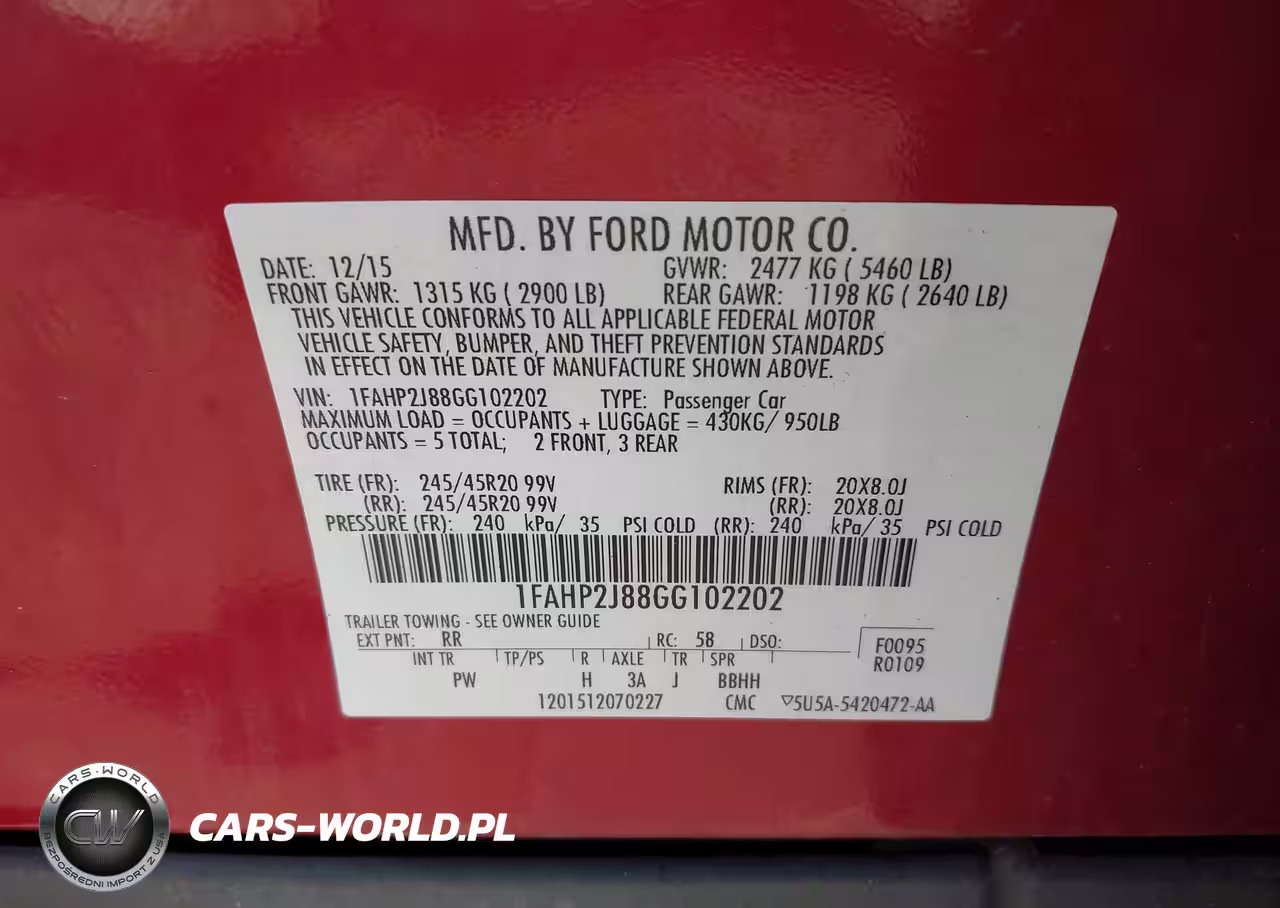 MFD. BY FORD MOTOR CO.
DATE: 12/15 GVWR: 2477 KG ( 5460 LB)
FRONT GAWR: 1315 KG ( 2900 LB) REAR GAWR: 1198 KG ( 2640 LB)
THIS VEHICLE CONFORMS TO ALL APPLICABLE FEDERAL MOTOR
VEHICLE SAFETY, BUMPER, AND THEFT PREVENTION STANDARDS
IN EFFECT ON THE DATE OF MANUFACTURE SHOWN ABOVE.
VIN: 1FAHP2J88GG102202 TYPE: Passenger Car
MAXIMUM LOAD = OCCUPANTS + LUGGAGE = 430KG/ 950LB
OCCUPANTS = 5 TOTAL; 2 FRONT, 3 REAR
TIRE (FR): 245/45R20 99V RIMS (FR): 20X8.0J
(RR): 245/45R20 99V (RR): 20X8.0J
PRESSURE (FR): 240 kPa/ 35 PSI COLD (RR): 240 kPa/ 35 PSI COLD
1FAHP2J88GG102202
TRAILER TOWING - SEE OWNER GUIDE
EXT PNT: RR RC: 58 DSO: F0095
R0109
INT TR TP/PS R AXLE TR SPR
PW H 3A J BBHH
1201512070227 CMC ▽5U5A-5420472-AA
CARS-WORLD
CW
BEZPOŚREDNI IMPORT Z USA
CARS-WORLD.PL